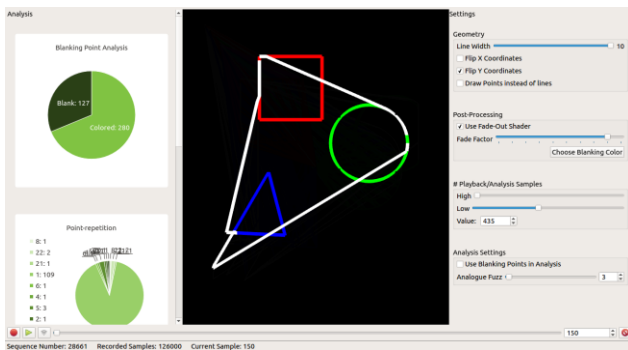 Analysis
Blanking Point Analysis
Blank: 127
Colored: 280
Point-repetition
8: 1
22: 2
21: 1
1: 109
6: 1
4: 1
5: 3
2: 1
Settings
Geometry
Line Width
10
Flip X Coordinates
Flip Y Coordinates
Draw Points instead of lines
Post-Processing
Use Fade-Out Shader
Fade Factor
Choose Blanking Color
# Playback/Analysis Samples
High
Low
Value: 435
Analysis Settings
Use Blanking Points in Analysis
Analogue Fuzz
3
150
Sequence Number: 28661 Recorded Samples: 126000 Current Sample: 150